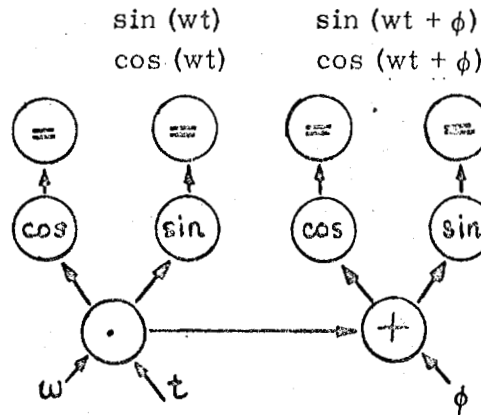 sin (wt) sin (wt + ϕ)
cos (wt) cos (wt + ϕ)
= = = =
cos sin cos sin
· +
ω t ϕ